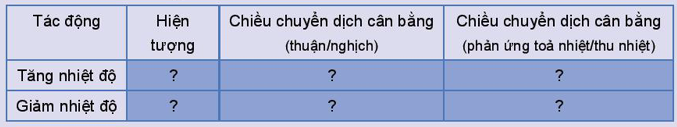 Tác động
Hiện tượng
Chiều chuyển dịch cân bằng (thuận/nghịch)
Chiều chuyển dịch cân bằng (phản ứng toả nhiệt/thu nhiệt)
Tăng nhiệt độ ? ? ?
Giảm nhiệt độ ? ? ?